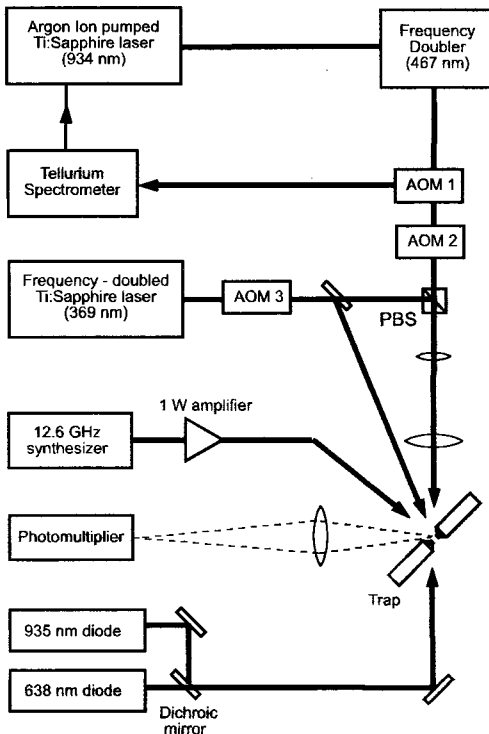 Argon Ion pumped
Ti:Sapphire laser
(934 nm)
Frequency
Doubler
(467 nm)
Tellurium
Spectrometer
AOM 1
AOM 2
Frequency - doubled
Ti:Sapphire laser
(369 nm)
AOM 3
PBS
1 W amplifier
12.6 GHz
synthesizer
Photomultiplier
Trap
935 nm diode
638 nm diode
Dichroic
mirror